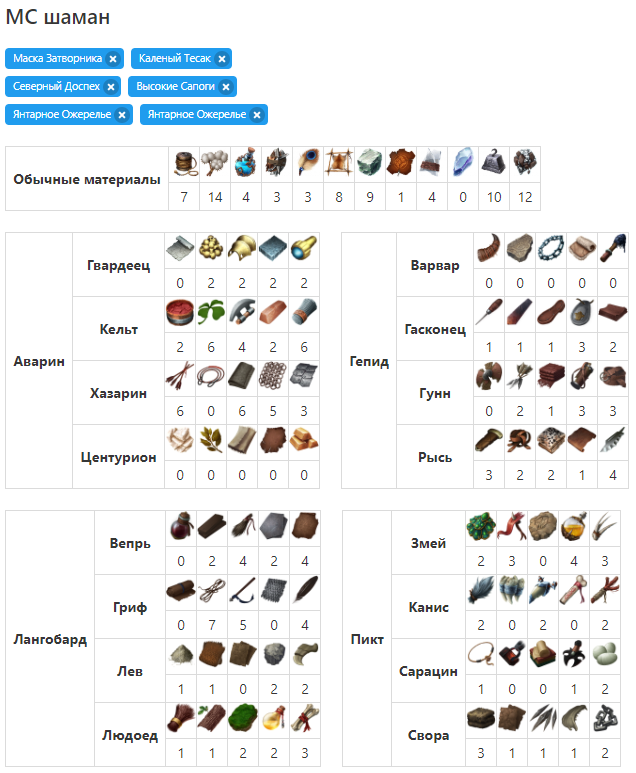 МС шаман
Маска Затворника × Каленый Тесак ×
Северный Доспех × Высокие Сапоги ×
Янтарное Ожерелье × Янтарное Ожерелье ×
Обычные материалы
7 14 4 3 3 8 9 1 4 0 10 12
Аварин
Гвардеец
0 2 2 2 2
Кельт
2 6 4 2 6
Хазарин
6 0 6 5 3
Центурион
0 0 0 0 0
Гепид
Варвар
0 0 0 0 0
Гасконец
1 1 1 3 2
Гунн
0 2 1 3 3
Рысь
3 2 2 1 4
Лангобард
Вепрь
0 2 4 2 4
Гриф
0 7 5 0 4
Лев
1 1 0 2 2
Людоед
1 1 2 2 3
Пикт
Змей
2 3 0 4 3
Канис
2 0 2 0 2
Сарацин
1 0 0 1 2
Свора
3 1 1 1 2